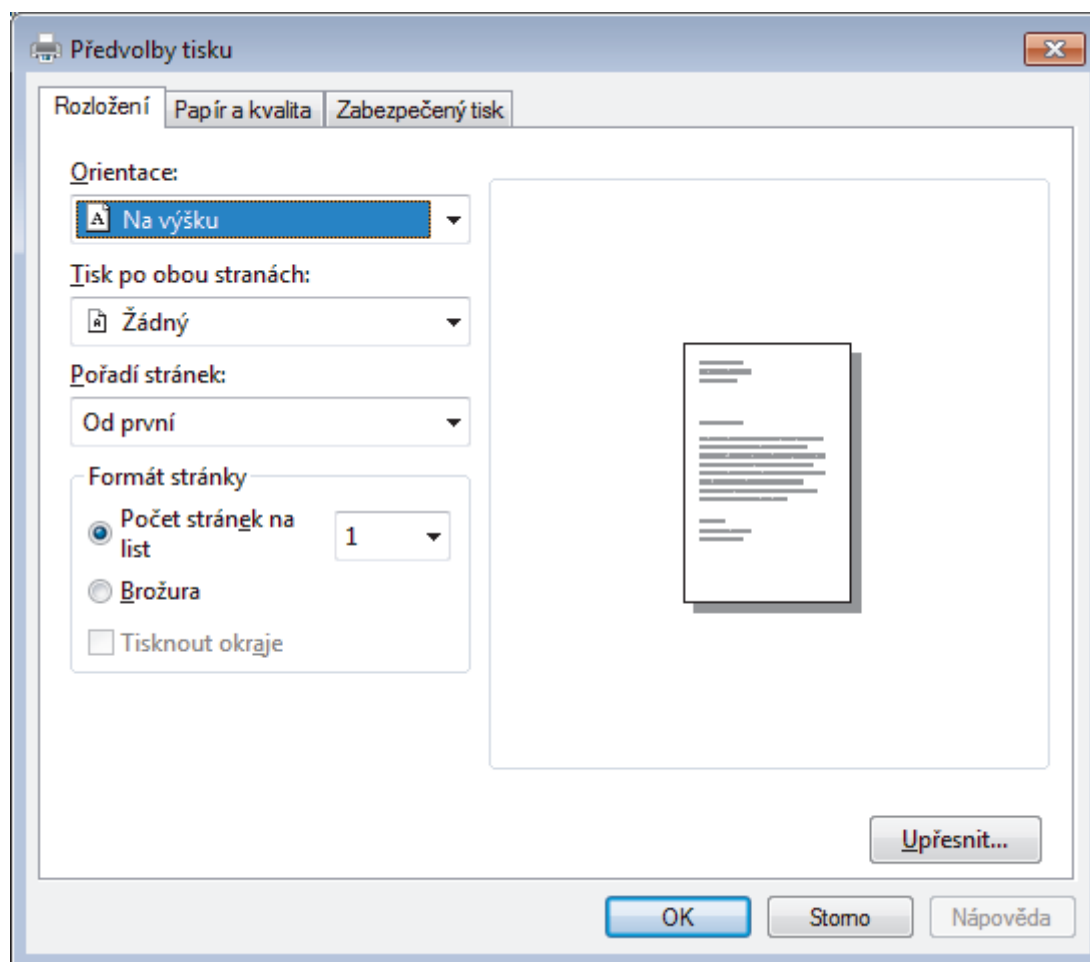 Předvolby tisku
Rozložení
Papír a kvalita
Zabezpečený tisk
Orientace:
A Na výšku
Tisk po obou stranách:
A Žádný
Pořadí stránek:
Od první
Formát stránky
Počet stránek na
list
1
Brožura
Tisknout okraje
Upřesnit...
OK
Storno
Nápověda